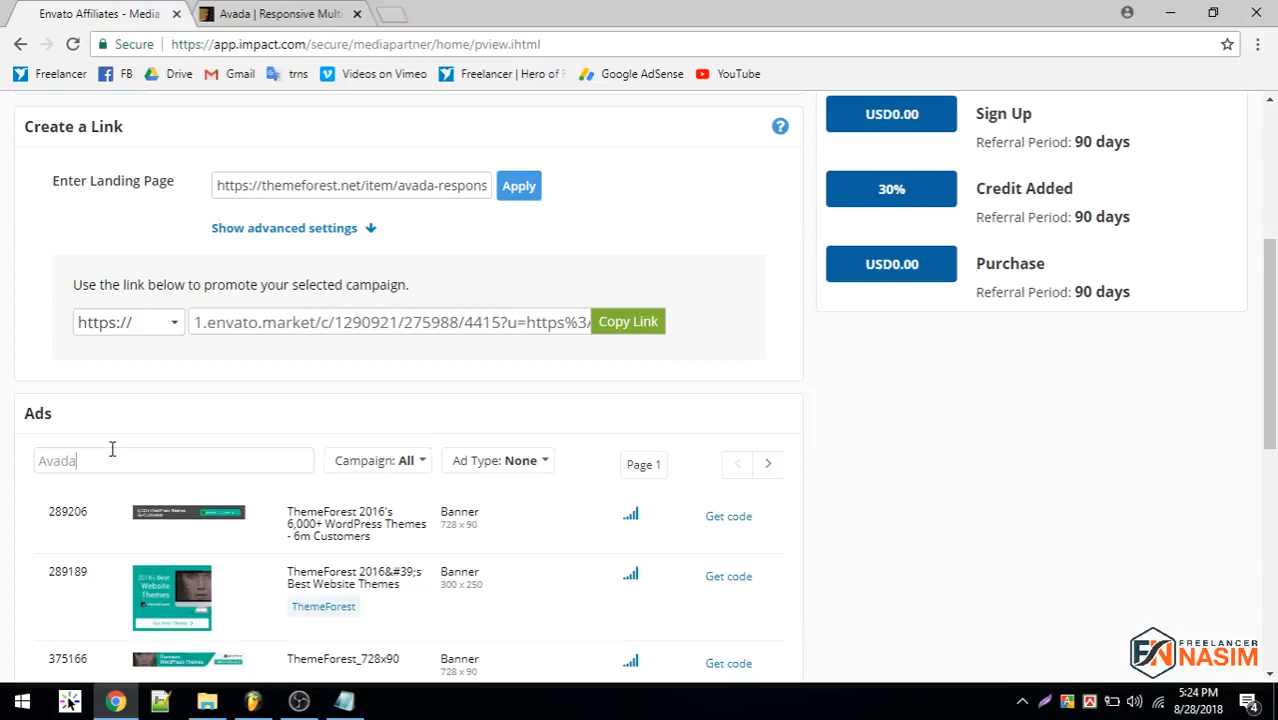 Envato Affiliates - Media
Avada | Responsive Mult
Secure
https://app.impact.com/secure/mediapartner/home/pview.ihtml
Freelancer
FB
Drive
Gmail
trns
Videos on Vimeo
Freelancer | Hero of
Google AdSense
YouTube
Create a Link
?
Enter Landing Page
https://themeforest.net/item/avada-respons
Apply
Show advanced settings
Use the link below to promote your selected campaign.
https://
1.envato.market/c/1290921/275988/4415?u=https%3/
Copy Link
USD0.00
Sign Up
Referral Period: 90 days
30%
Credit Added
Referral Period: 90 days
USD0.00
Purchase
Referral Period: 90 days
Ads
Avada
Campaign: All
Ad Type: None
Page 1
289206
ThemeForest 2016's
6,000+ WordPress Themes
- 6m Customers
Banner
728 x 90
Get code
289189
2016's Best
Website
Themes
ThemeForest 2016&#39;s
Best Website Themes
ThemeForest
Banner
300 x 250
Get code
375166
ThemeForest_728x90
Banner
728 x 90
Get code
FREELANCER
NASIM
5:24 PM
8/28/2018
4